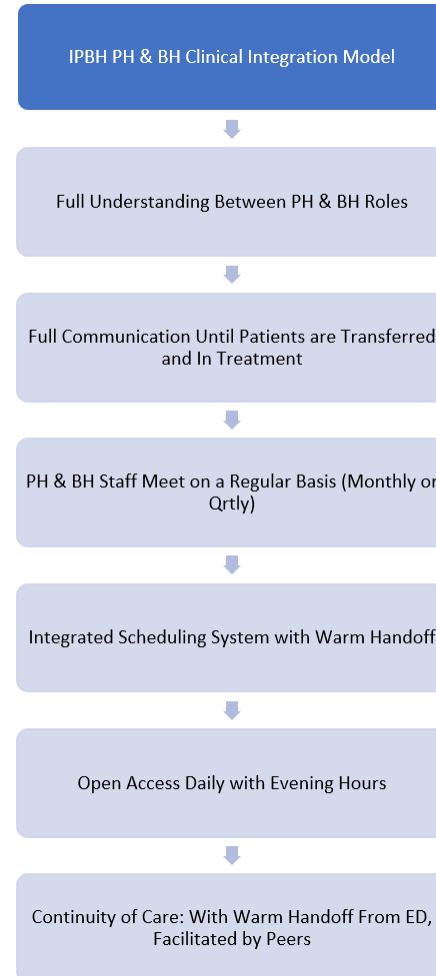 IPBH PH & BH Clinical Integration Model
Full Understanding Between PH & BH Roles
Full Communication Until Patients are Transferred
and In Treatment
PH & BH Staff Meet on a Regular Basis (Monthly or
Qrtly)
Integrated Scheduling System with Warm Handoff
Open Access Daily with Evening Hours
Continuity of Care: With Warm Handoff From ED,
Facilitated by Peers